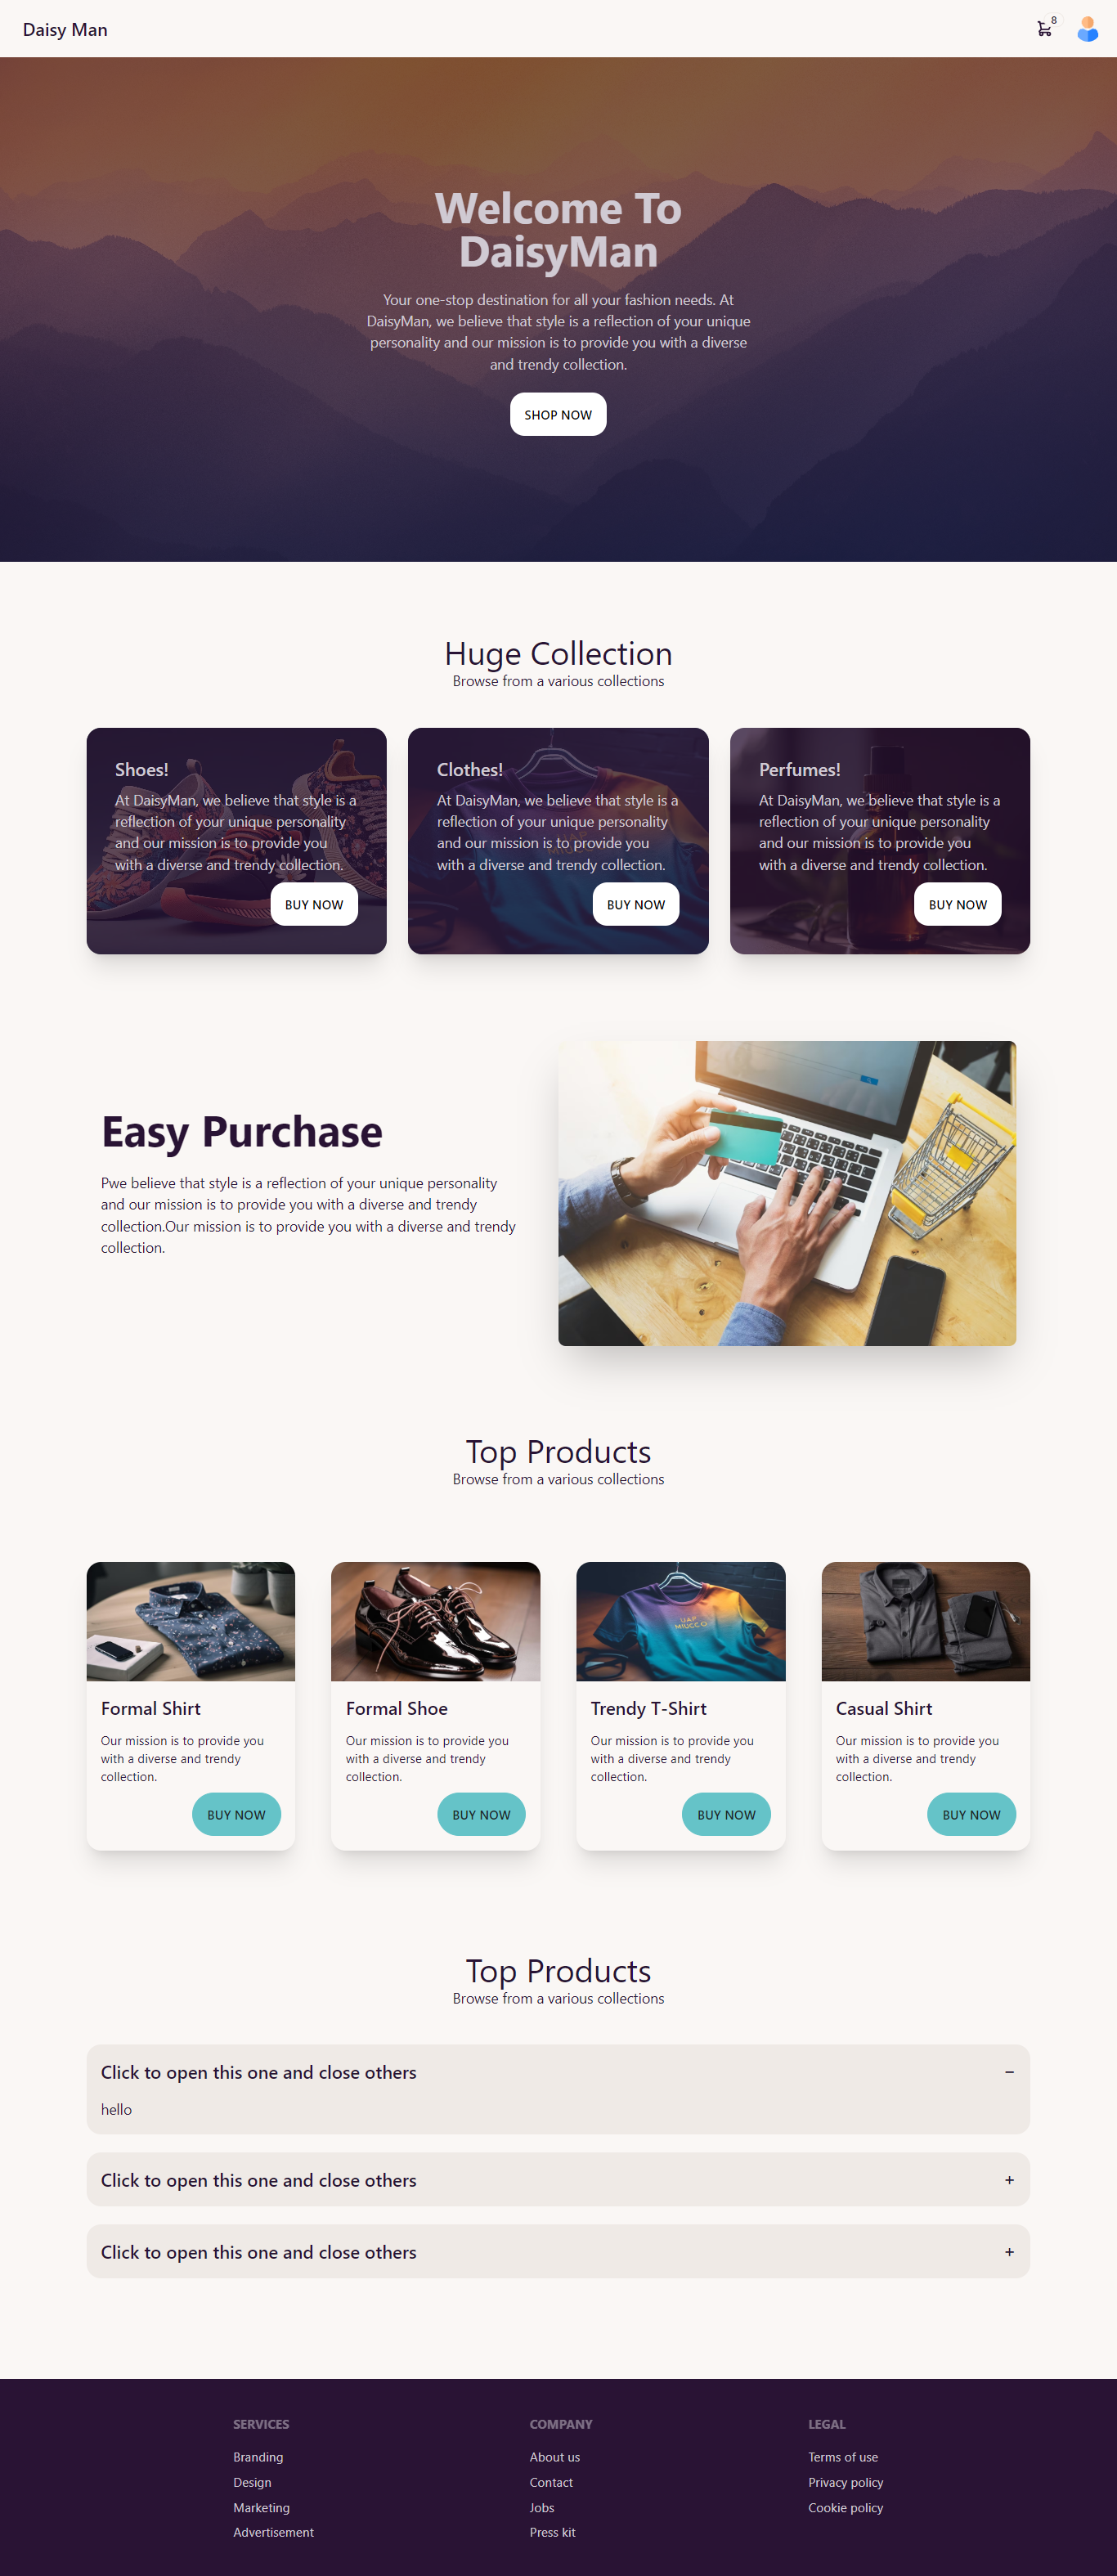 Daisy Man
8
Welcome To
DaisyMan
Your one-stop destination for all your fashion needs. At
DaisyMan, we believe that style is a reflection of your unique
personality and our mission is to provide you with a diverse
and trendy collection.
SHOP NOW
Huge Collection
Browse from a various collections
Shoes!
At DaisyMan, we believe that style is a
reflection of your unique personality
and our mission is to provide you
with a diverse and trendy collection.
BUY NOW
Clothes!
At DaisyMan, we believe that style is a
reflection of your unique personality
and our mission is to provide you
with a diverse and trendy collection.
BUY NOW
Perfumes!
At DaisyMan, we believe that style is a
reflection of your unique personality
and our mission is to provide you
with a diverse and trendy collection.
BUY NOW
Easy Purchase
Pwe believe that style is a reflection of your unique personality
and our mission is to provide you with a diverse and trendy
collection.Our mission is to provide you with a diverse and trendy
collection.
Top Products
Browse from a various collections
Formal Shirt
Our mission is to provide you
with a diverse and trendy
collection.
BUY NOW
Formal Shoe
Our mission is to provide you
with a diverse and trendy
collection.
BUY NOW
Trendy T-Shirt
Our mission is to provide you
with a diverse and trendy
collection.
BUY NOW
Casual Shirt
Our mission is to provide you
with a diverse and trendy
collection.
BUY NOW
Top Products
Browse from a various collections
Click to open this one and close others
hello
Click to open this one and close others
Click to open this one and close others
SERVICES
Branding
Design
Marketing
Advertisement
COMPANY
About us
Contact
Jobs
Press kit
LEGAL
Terms of use
Privacy policy
Cookie policy